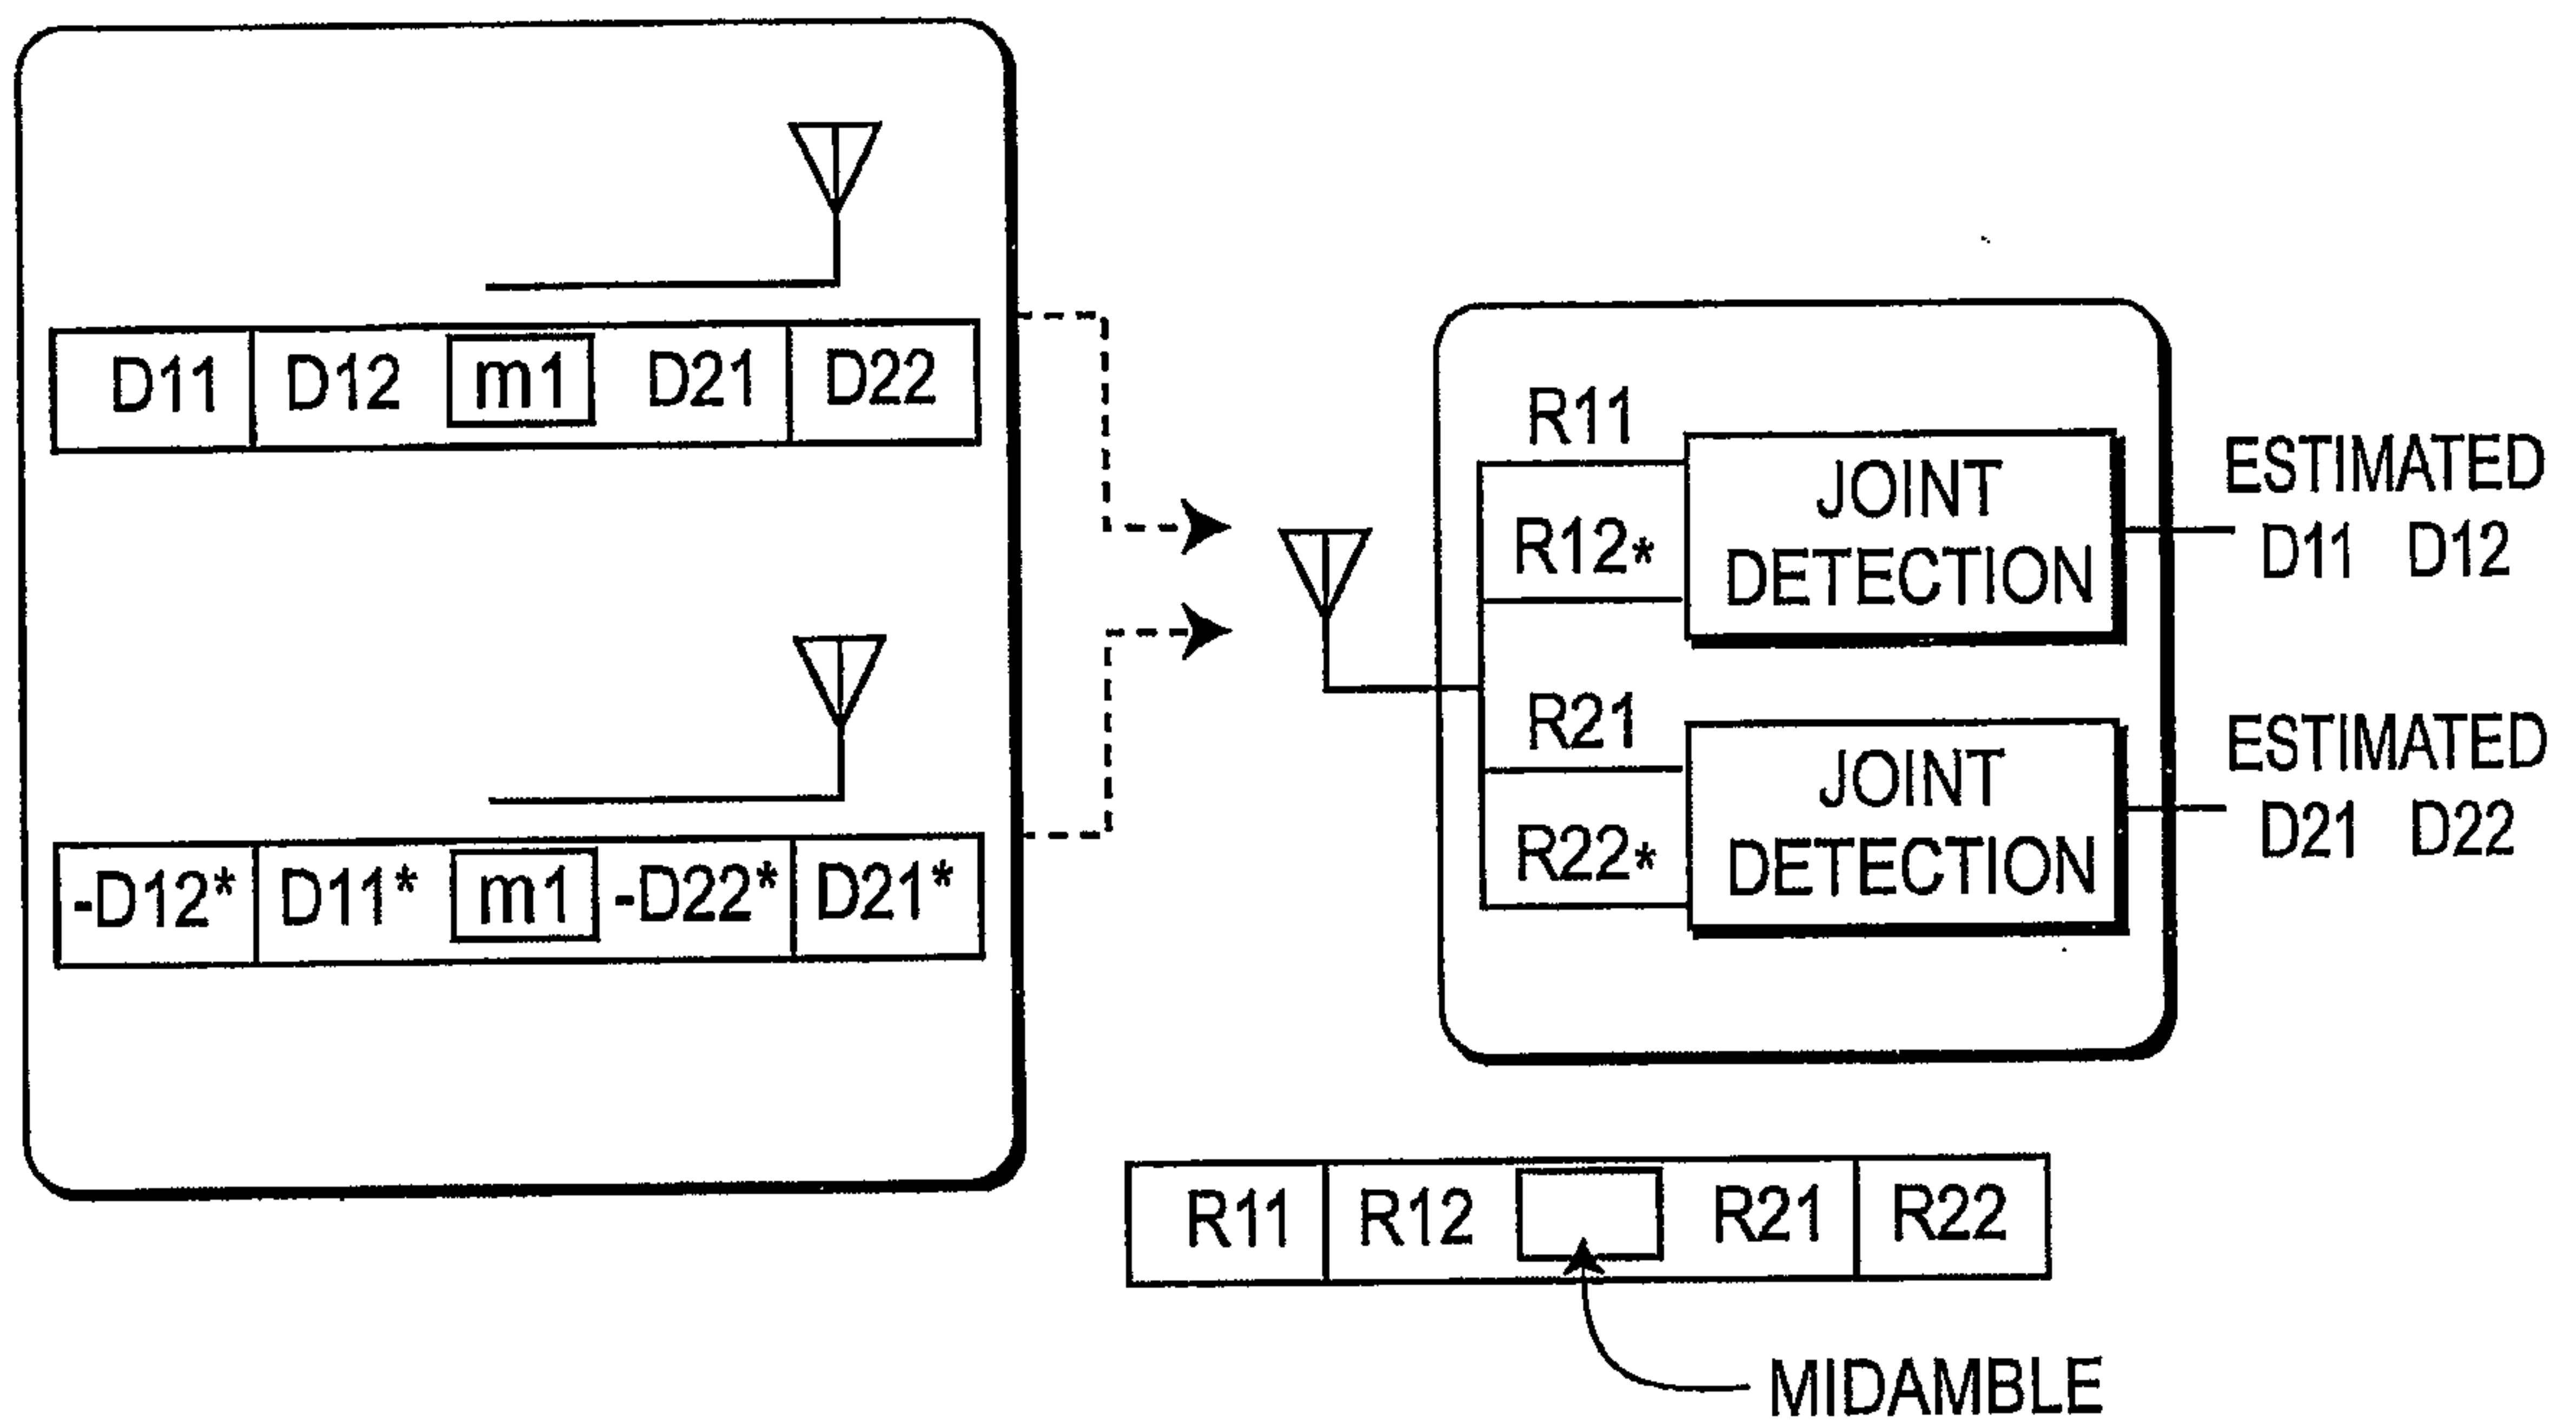 D11 D12 m1 D21 D22
-D12* D11* m1 -D22* D21*
R11
R12*
JOINT
DETECTION
ESTIMATED
D11 D12
R21
R22*
JOINT
DETECTION
ESTIMATED
D21 D22
R11 R12 R21 R22
MIDAMBLE